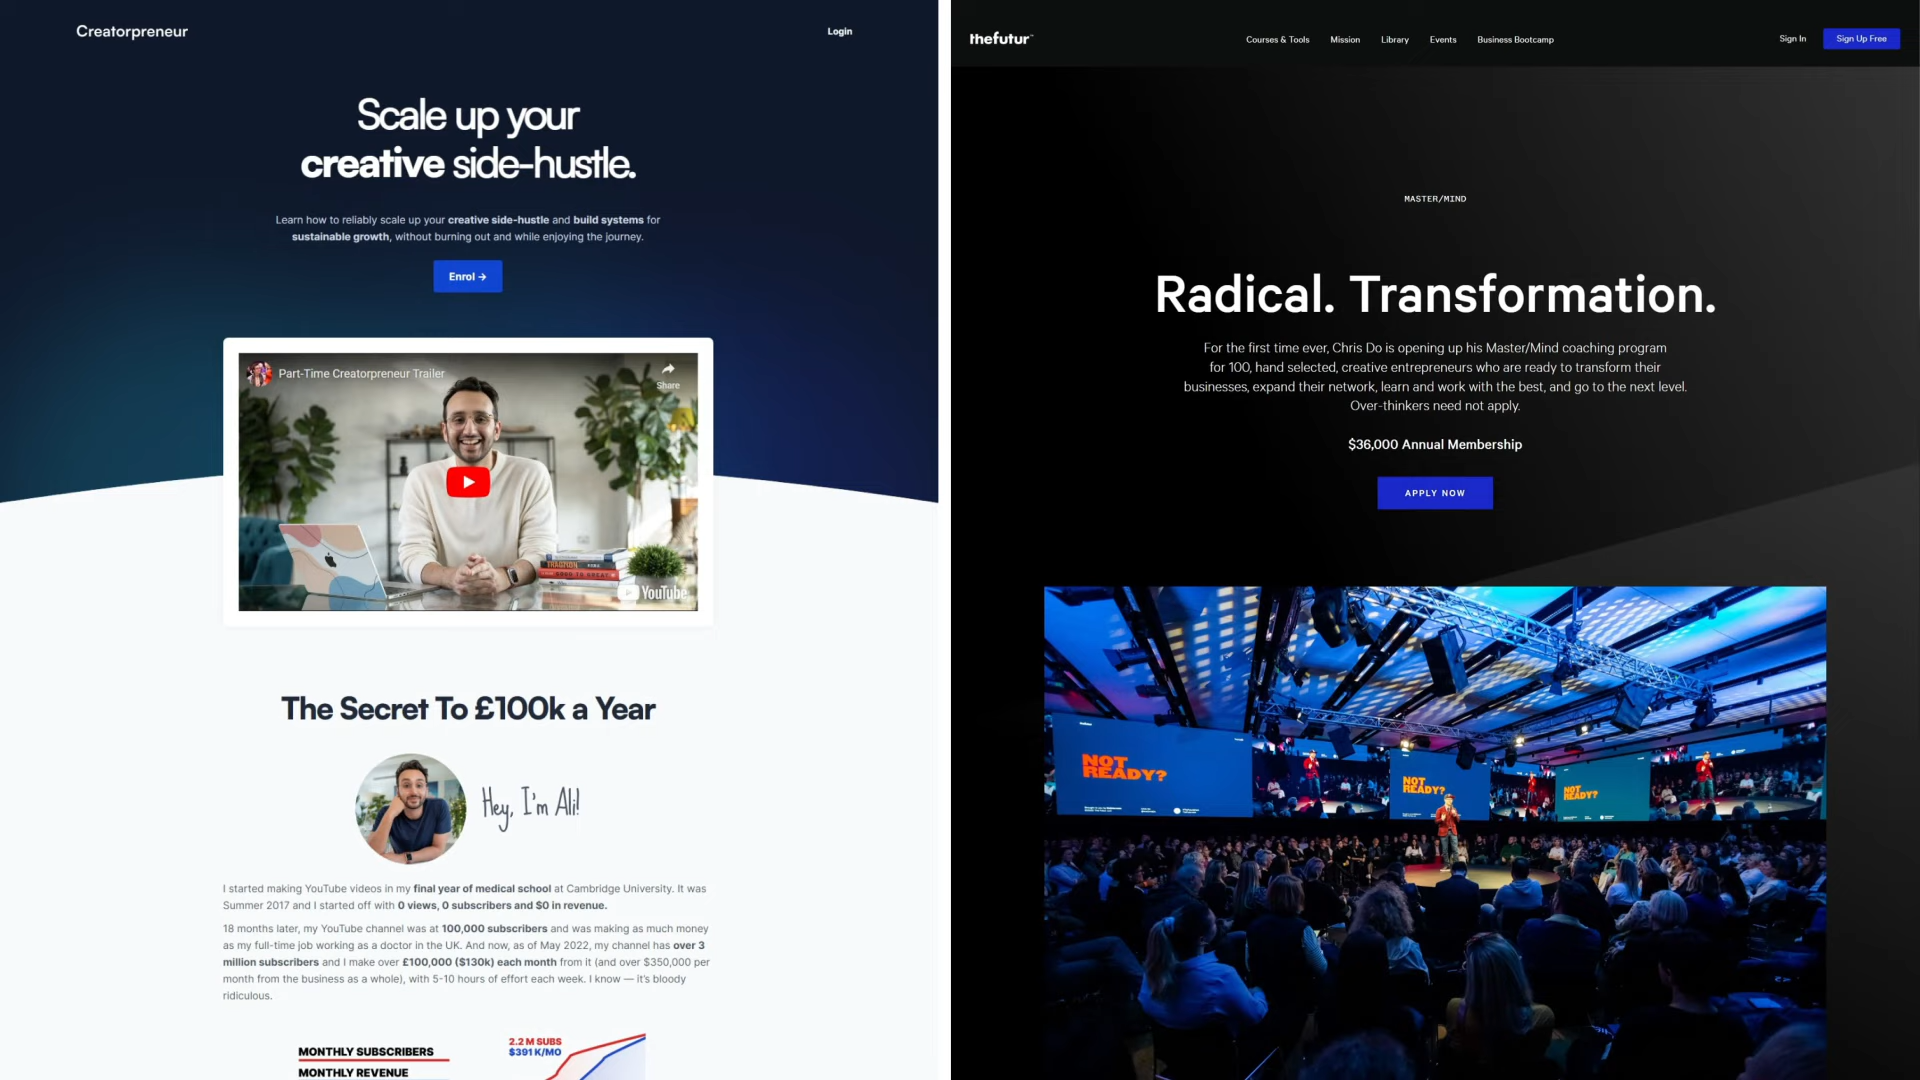 Creatorpreneur
Login
Scale up your
creative side-hustle.
Learn how to reliably scale up your creative side-hustle and build systems for
sustainable growth, without burning out and while enjoying the journey.
Enrol →
Part-Time Creatorpreneur Trailer
Share
TRACTION
GOOD TO GREAT
YouTube
The Secret To £100k a Year
Hey, I'm Ali!
I started making YouTube videos in my final year of medical school at Cambridge University. It was
Summer 2017 and I started off with 0 views, 0 subscribers and $0 in revenue.
18 months later, my YouTube channel was at 100,000 subscribers and was making as much money
as my full-time job working as a doctor in the UK. And now, as of May 2022, my channel has over 3
million subscribers and I make over £100,000 ($130k) each month from it (and over $350,000 per
month from the business as a whole), with 5-10 hours of effort each week. I know — it's bloody
ridiculous.
MONTHLY SUBSCRIBERS
MONTHLY REVENUE
2.2 M SUBS
$391 K/MO
thefutur™
Courses & Tools
Mission
Library
Events
Business Bootcamp
Sign In
Sign Up Free
MASTER/MIND
Radical. Transformation.
For the first time ever, Chris Do is opening up his Master/Mind coaching program
for 100, hand selected, creative entrepreneurs who are ready to transform their
businesses, expand their network, learn and work with the best, and go to the next level.
Over-thinkers need not apply.
$36,000 Annual Membership
APPLY NOW
NOT
READY?
NOT
READY?
NOT
READY?